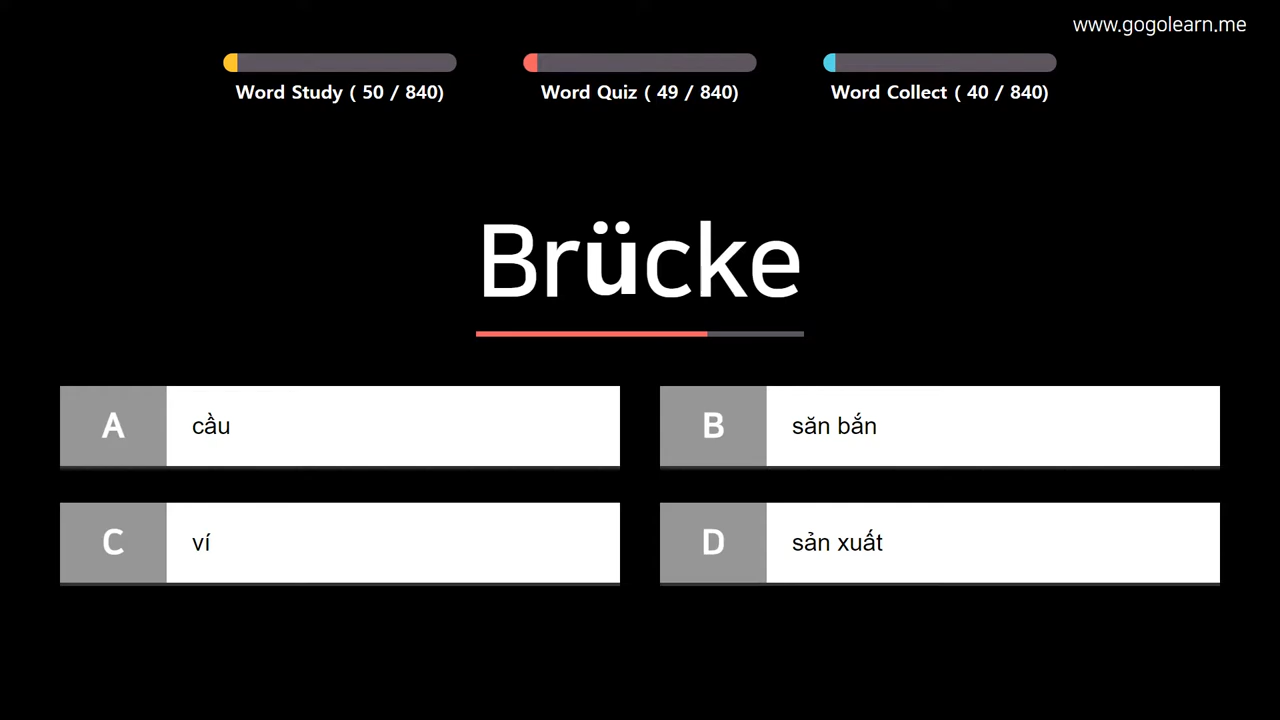 www.gogolearn.me
Word Study ( 50 / 840)
Word Quiz ( 49 / 840)
Word Collect ( 40 / 840)
Brücke
A cầu
B săn bắn
C ví
D sản xuất